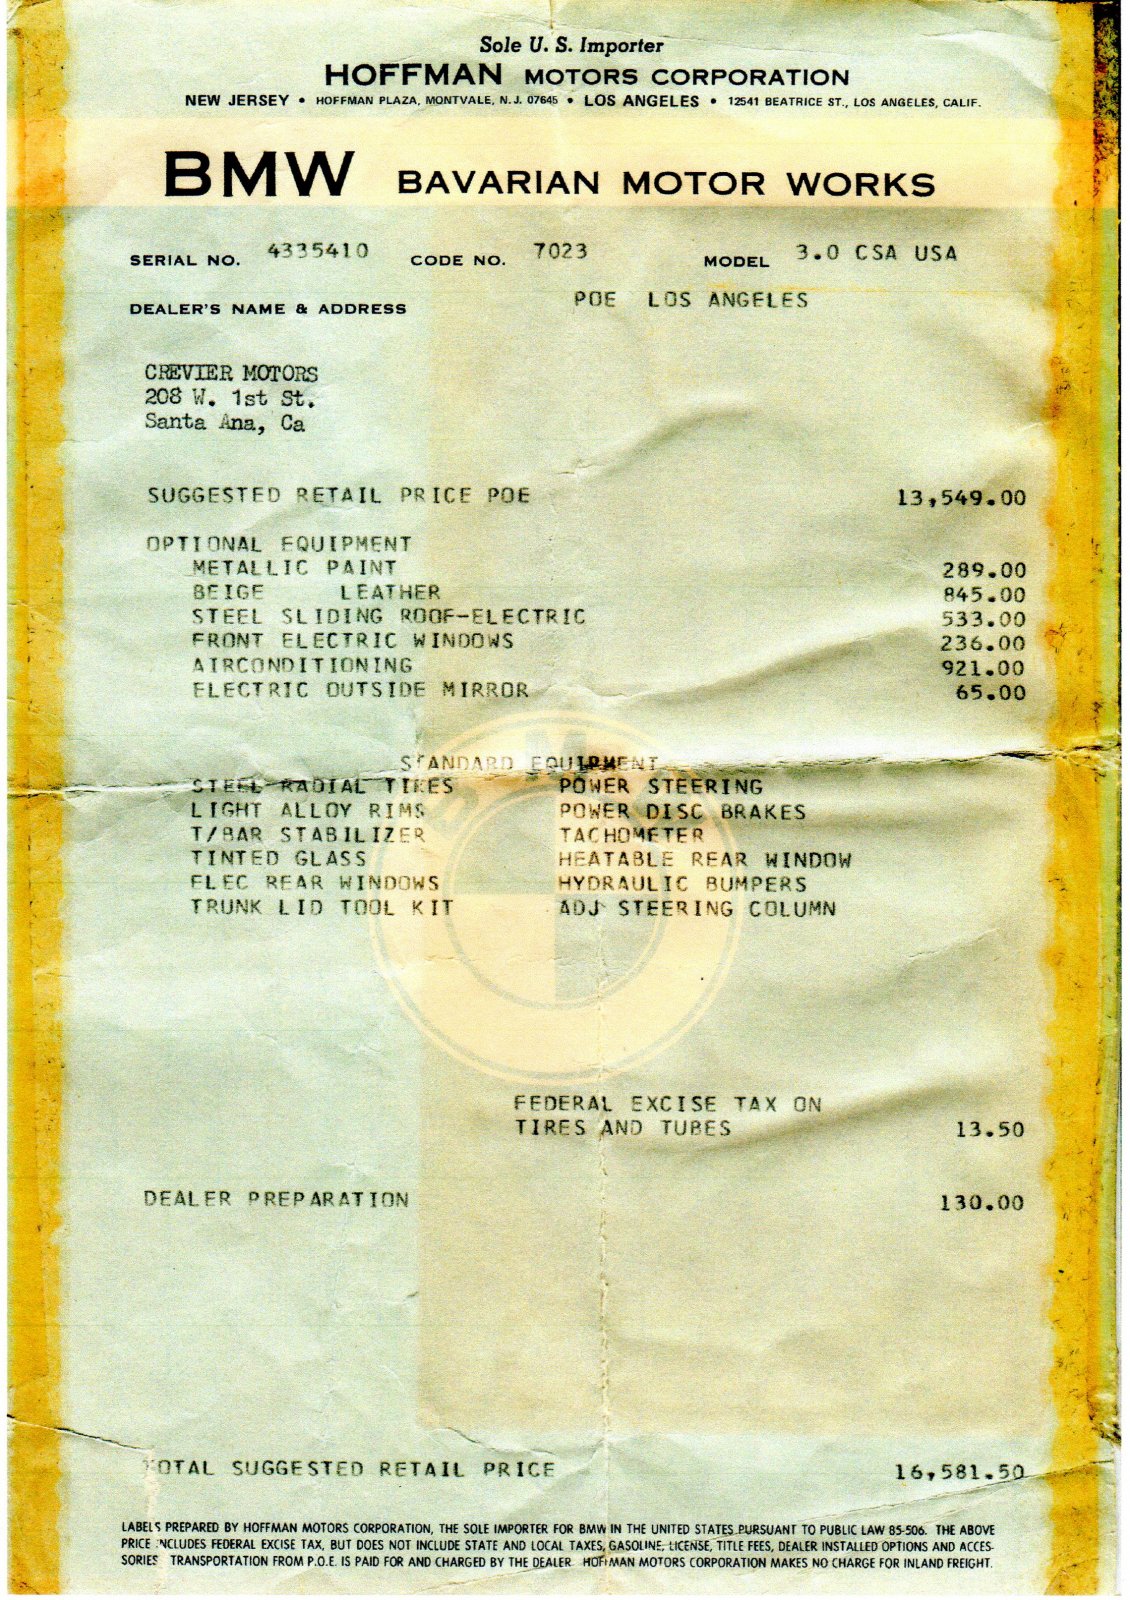 Sole U. S. Importer
HOFFMAN MOTORS CORPORATION
NEW JERSEY • HOFFMAN PLAZA, MONTVALE, N. J. 07645 • LOS ANGELES • 12541 BEATRICE ST., LOS ANGELES, CALIF.
BMW BAVARIAN MOTOR WORKS
SERIAL NO. 4335410 CODE NO. 7023 MODEL 3.0 CSA USA
DEALER'S NAME & ADDRESS POE LOS ANGELES
CREVIER MOTORS
208 W. 1st St.
Santa Ana, Ca
SUGGESTED RETAIL PRICE POE 13,549.00
OPTIONAL EQUIPMENT
METALLIC PAINT 289.00
BEIGE LEATHER 845.00
STEEL SLIDING ROOF-ELECTRIC 533.00
FRONT ELECTRIC WINDOWS 236.00
AIRCONDITIONING 921.00
ELECTRIC OUTSIDE MIRROR 65.00
STANDARD EQUIPMENT
STEEL RADIAL TIRES POWER STEERING
LIGHT ALLOY RIMS POWER DISC BRAKES
T/BAR STABILIZER TACHOMETER
TINTED GLASS HEATABLE REAR WINDOW
ELEC REAR WINDOWS HYDRAULIC BUMPERS
TRUNK LID TOOL KIT ADJ STEERING COLUMN
FEDERAL EXCISE TAX ON
TIRES AND TUBES 13.50
DEALER PREPARATION 130.00
TOTAL SUGGESTED RETAIL PRICE 16,581.50
LABELS PREPARED BY HOFFMAN MOTORS CORPORATION, THE SOLE IMPORTER FOR BMW IN THE UNITED STATES PURSUANT TO PUBLIC LAW 85-506. THE ABOVE
PRICE INCLUDES FEDERAL EXCISE TAX, BUT DOES NOT INCLUDE STATE AND LOCAL TAXES, GASOLINE, LICENSE, TITLE FEES, DEALER INSTALLED OPTIONS AND ACCES-
SORIES TRANSPORTATION FROM P.O.E. IS PAID FOR AND CHARGED BY THE DEALER HOFFMAN MOTORS CORPORATION MAKES NO CHARGE FOR INLAND FREIGHT.